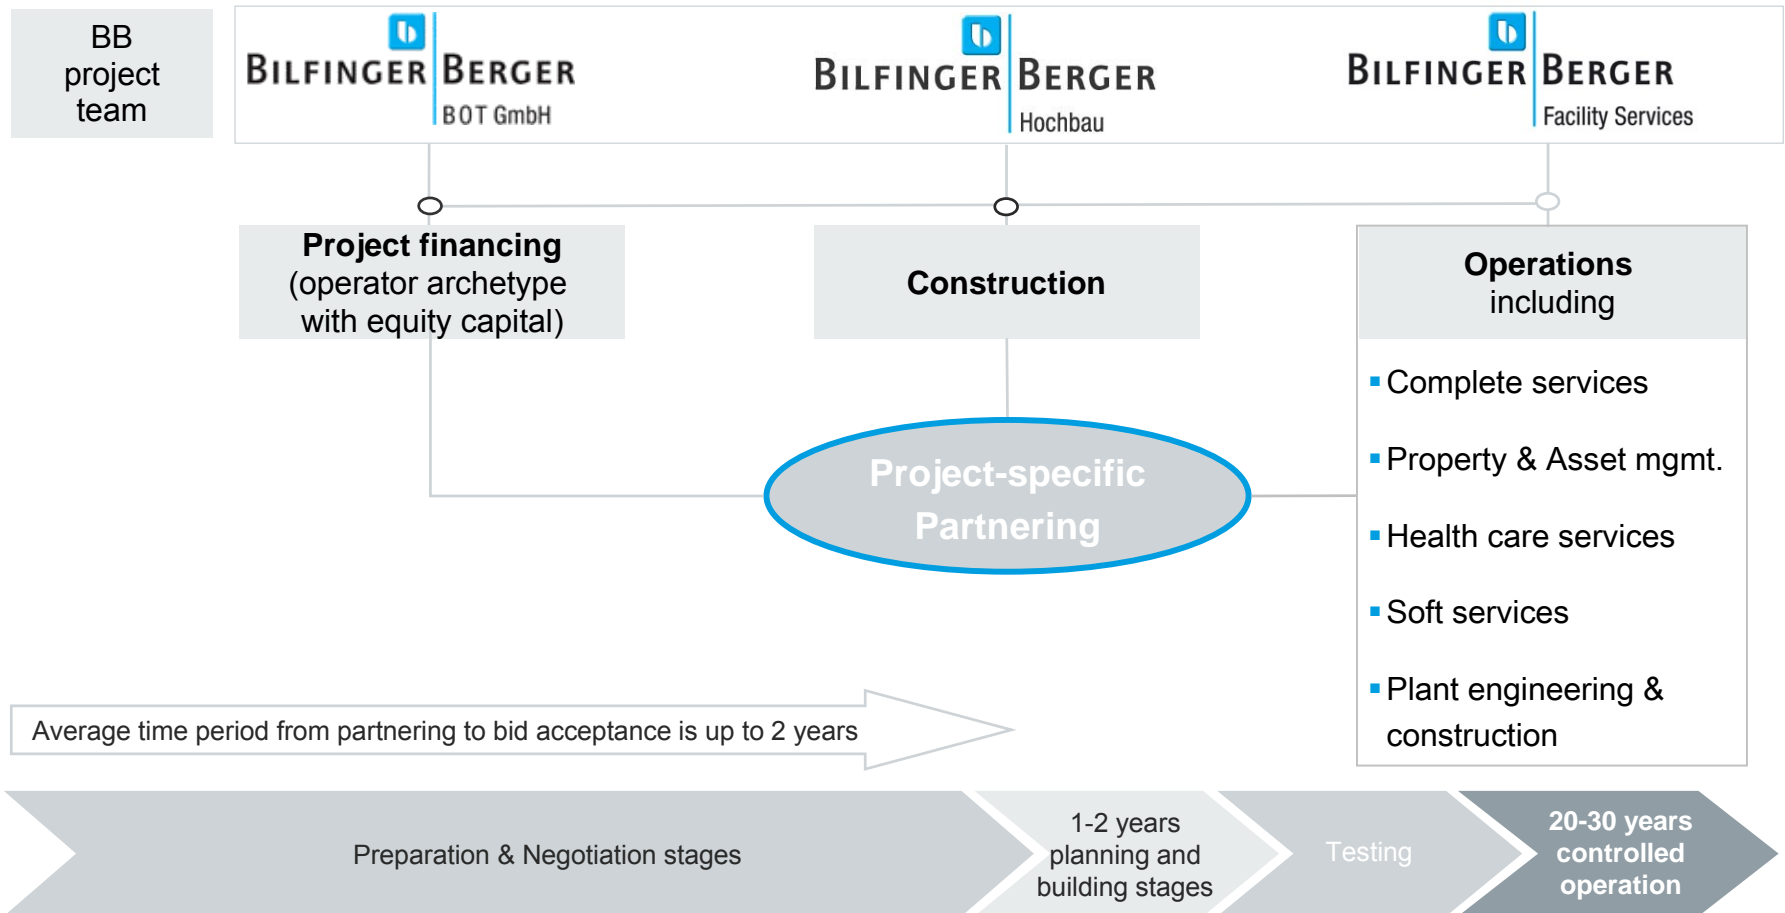 BB
project
team
BILFINGER BERGER
BOT GmbH
BILFINGER BERGER
Hochbau
BILFINGER BERGER
Facility Services
Project financing
(operator archetype
with equity capital)
Construction
Operations
including
▪ Complete services
▪ Property & Asset mgmt.
▪ Health care services
▪ Soft services
▪ Plant engineering &
construction
Project-specific
Partnering
Average time period from partnering to bid acceptance is up to 2 years
Preparation & Negotiation stages
1-2 years
planning and
building stages
Testing
20-30 years
controlled
operation